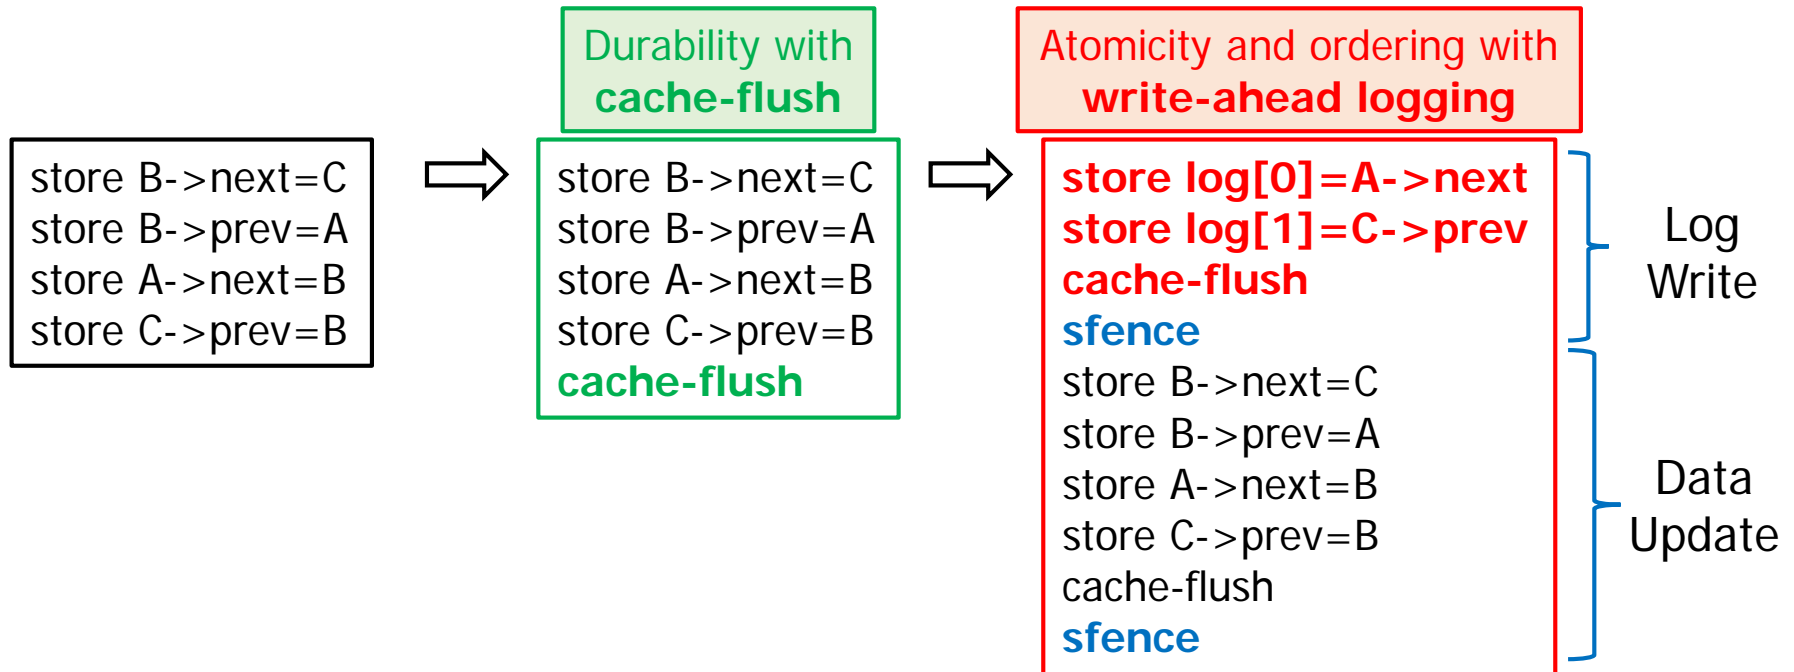 store B->next=C
store B->prev=A
store A->next=B
store C->prev=B
Durability with
cache-flush
store B->next=C
store B->prev=A
store A->next=B
store C->prev=B
cache-flush
Atomicity and ordering with
write-ahead logging
store log[0]=A->next
store log[1]=C->prev
cache-flush
sfence
store B->next=C
store B->prev=A
store A->next=B
store C->prev=B
cache-flush
sfence
Log
Write
Data
Update